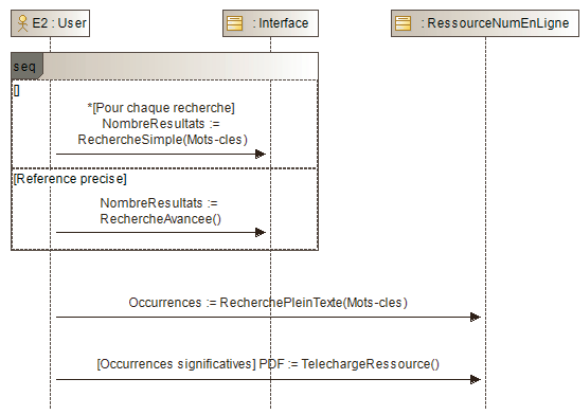 E2 : User
: Interface
: RessourceNumEnLigne
seq
[]
*[Pour chaque recherche]
NombreResultats :=
RechercheSimple(Mots-cles)
[Reference precise]
NombreResultats :=
RechercheAvancee()
Occurrences := RecherchePleinTexte(Mots-cles)
[Occurrences significatives] PDF := TelechargeRessource()